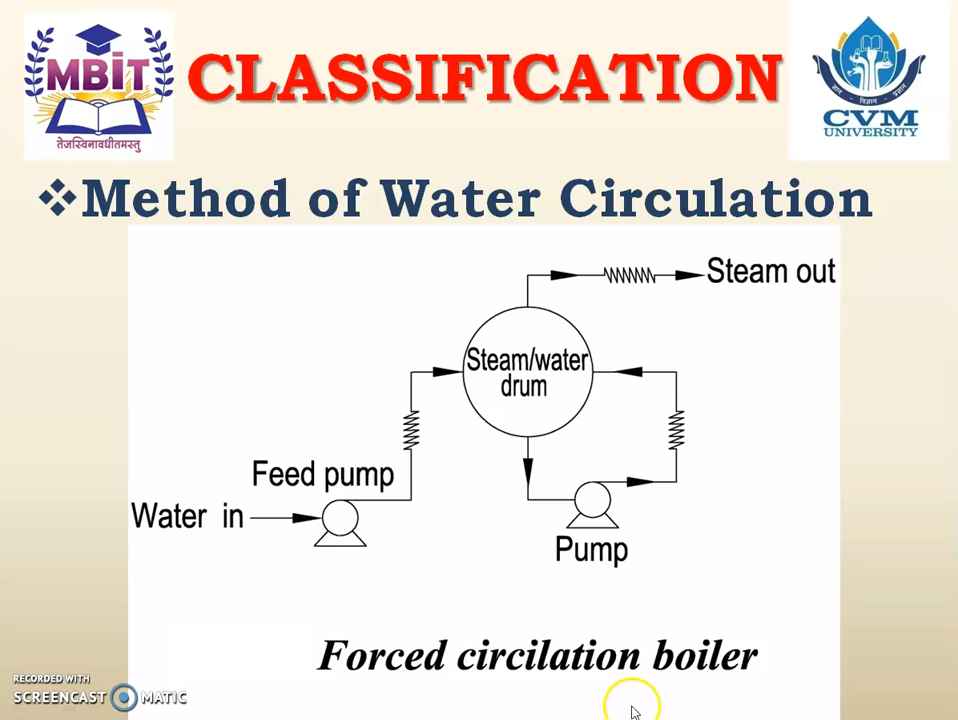 MBIT
तेजस्विनावधीतमस्तु
CLASSIFICATION
ज्ञान - विज्ञान - प्रज्ञान
CVM
UNIVERSITY
❖Method of Water Circulation
Steam out
Steam/water
drum
Feed pump
Water in
Pump
Forced circilation boiler
RECORDED WITH
SCREENCAST MATIC